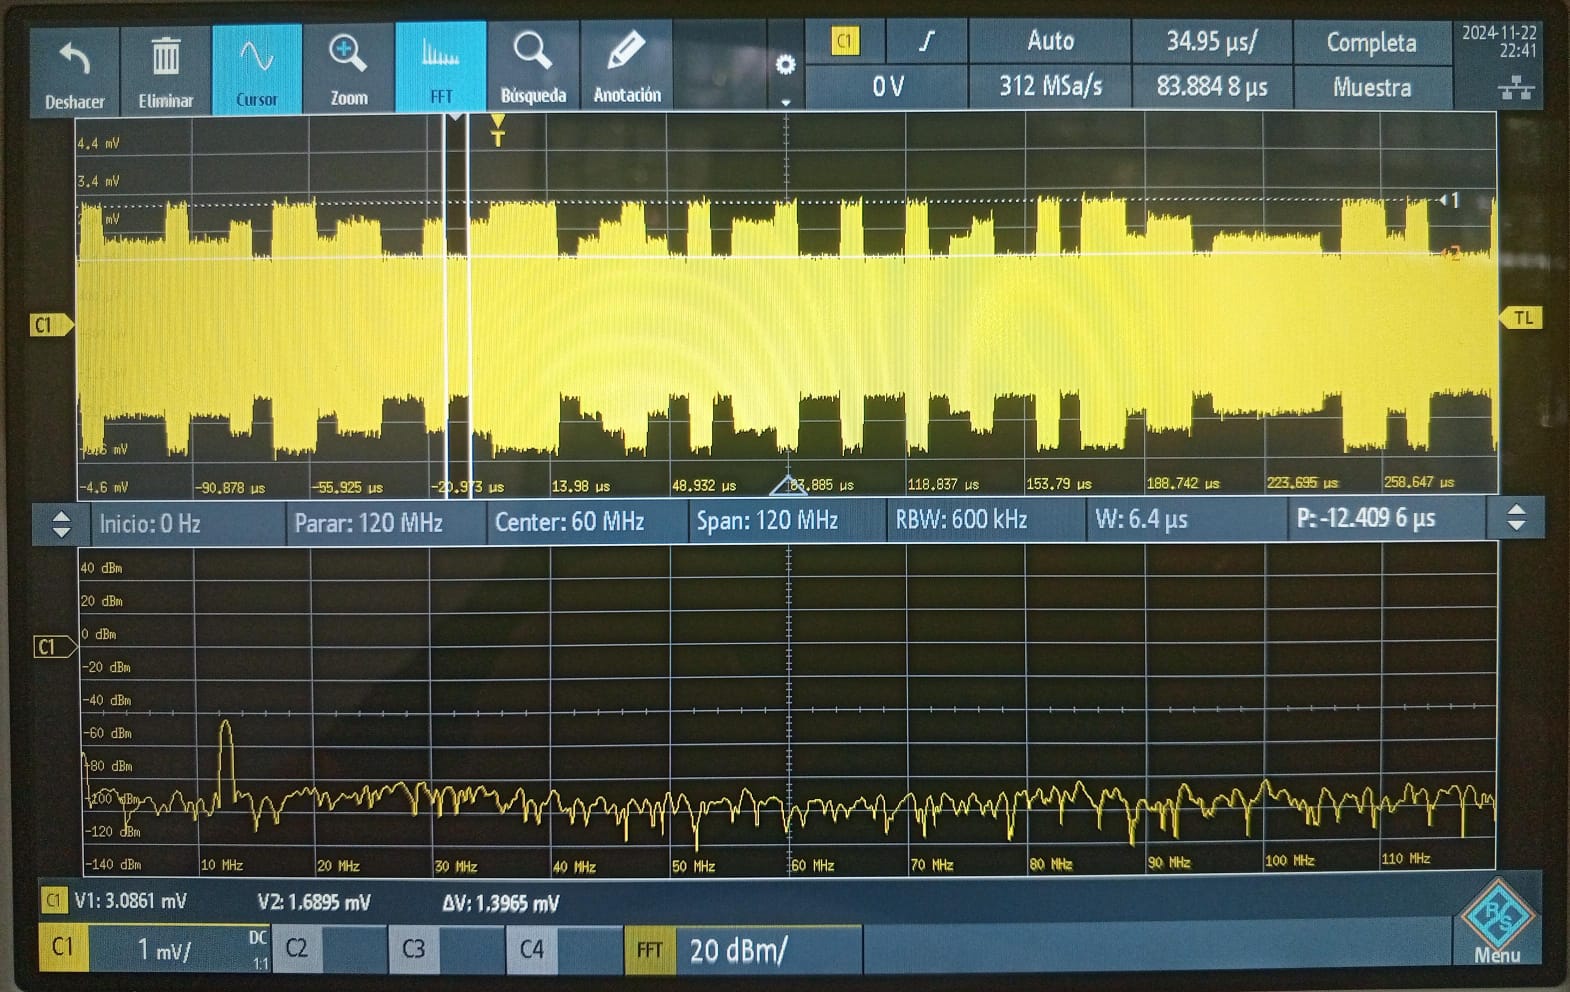 Deshacer Eliminar Cursor Zoom FFT Búsqueda Anotación
C1 Auto 34.95 µs/ Completa 2024-11-22
22:41
0 V 312 MSa/s 83.884 8 µs Muestra
T
4.4 mV
3.4 mV
1
mV
2
C1 TL
mV
-4.6 mV -90.878 µs -55.925 µs -20.973 µs 13.98 µs 48.932 µs 83.885 µs 118.837 µs 153.79 µs 188.742 µs 223.695 µs 258.647 µs
Inicio: 0 Hz Parar: 120 MHz Center: 60 MHz Span: 120 MHz RBW: 600 kHz W: 6.4 µs P: -12.409 6 µs
40 dBm
20 dBm
0 dBm
C1
-20 dBm
-40 dBm
-60 dBm
-80 dBm
-100 dBm
-120 dBm
-140 dBm 10 MHz 20 MHz 30 MHz 40 MHz 50 MHz 60 MHz 70 MHz 80 MHz 90 MHz 100 MHz 110 MHz
C1 V1: 3.0861 mV V2: 1.6895 mV ΔV: 1.3965 mV
R/S
C1 1 mV/ DC
1:1 C2 C3 C4 FFT 20 dBm/ Menu